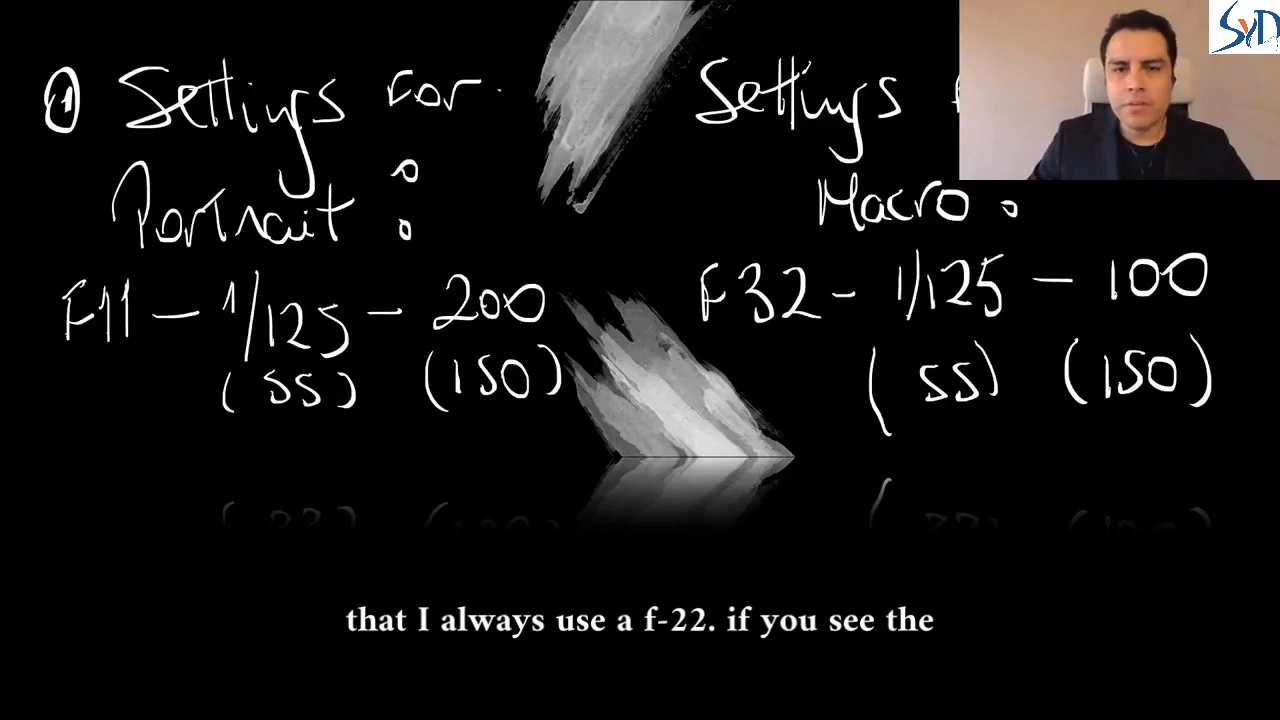 ① Settings for
Portrait :
F11 – 1/125 – 200
(55) (150)
Settings
Macro :
F32 – 1/125 – 100
(55) (150)
SyD
that I always use a f-22. if you see the